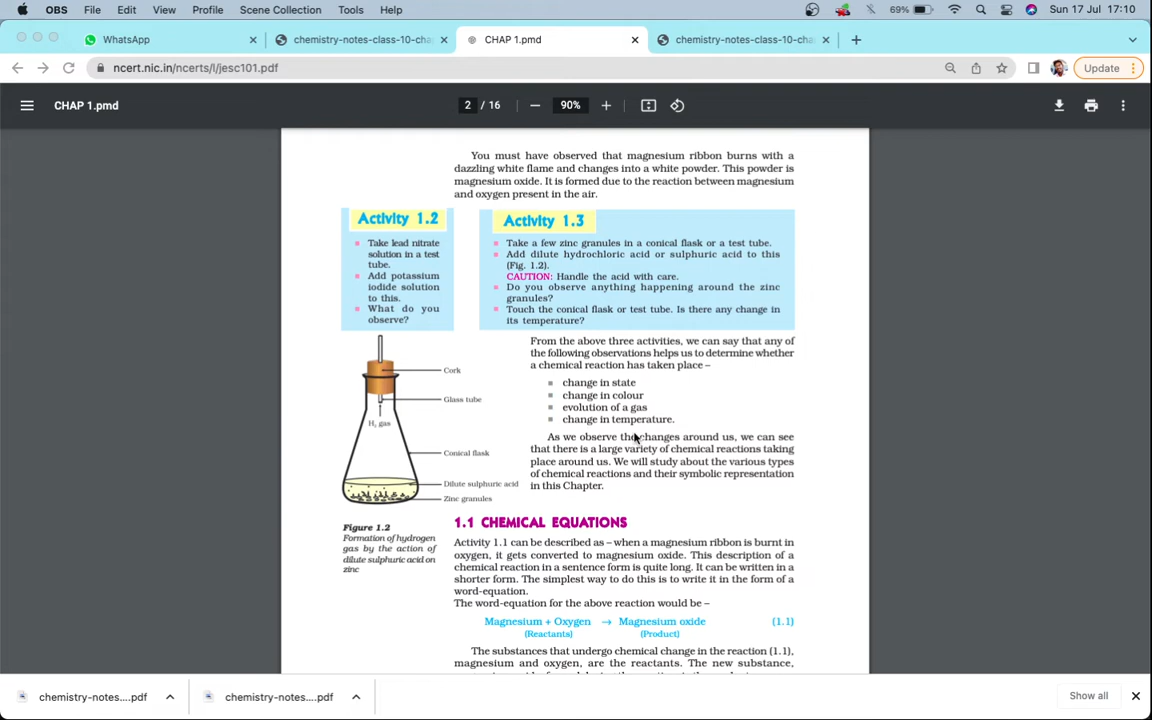 OBS File Edit View Profile Scene Collection Tools Help 69% Sun 17 Jul 17:10
WhatsApp chemistry-notes-class-10-cha CHAP 1.pmd chemistry-notes-class-10-cha
ncert.nic.in/ncerts/l/jesc101.pdf Update
CHAP 1.pmd 2 / 16 90%
You must have observed that magnesium ribbon burns with a
dazzling white flame and changes into a white powder. This powder is
magnesium oxide. It is formed due to the reaction between magnesium
and oxygen present in the air.
Activity 1.2
Take lead nitrate
solution in a test
tube.
Add potassium
iodide solution
to this.
What do you
observe?
Activity 1.3
Take a few zinc granules in a conical flask or a test tube.
Add dilute hydrochloric acid or sulphuric acid to this
(Fig. 1.2).
CAUTION: Handle the acid with care.
Do you observe anything happening around the zinc
granules?
Touch the conical flask or test tube. Is there any change in
its temperature?
Cork
Glass tube
H₂ gas
Conical flask
Dilute sulphuric acid
Zinc granules
Figure 1.2
Formation of hydrogen
gas by the action of
dilute sulphuric acid on
zinc
From the above three activities, we can say that any of
the following observations helps us to determine whether
a chemical reaction has taken place –
change in state
change in colour
evolution of a gas
change in temperature.
As we observe the changes around us, we can see
that there is a large variety of chemical reactions taking
place around us. We will study about the various types
of chemical reactions and their symbolic representation
in this Chapter.
1.1 CHEMICAL EQUATIONS
Activity 1.1 can be described as – when a magnesium ribbon is burnt in
oxygen, it gets converted to magnesium oxide. This description of a
chemical reaction in a sentence form is quite long. It can be written in a
shorter form. The simplest way to do this is to write it in the form of a
word-equation.
The word-equation for the above reaction would be –
Magnesium + Oxygen → Magnesium oxide (1.1)
(Reactants) (Product)
The substances that undergo chemical change in the reaction (1.1),
magnesium and oxygen, are the reactants. The new substance,
chemistry-notes....pdf chemistry-notes....pdf Show all